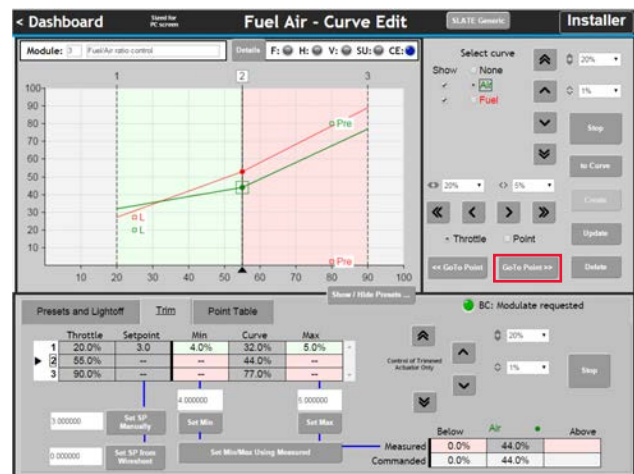 < Dashboard
Sized for PC screen
Fuel Air - Curve Edit
SLATE Generic
Installer
Module: 3 Fuel/Air ratio control
Details
F: H: V: SU: CE:
1 2 3
100
90
80
70
60
50
40
30
20
10
Pre
L
L
Pre
10 20 30 40 50 60 70 80 90 100
Show / Hide Presets ...
Select curve
Show
None
Air
Fuel
20%
1%
Stop
to Curve
20%
5%
Create
Throttle
Point
Update
<< GoTo Point
GoTo Point >>
Delete
Presets and Lightoff
Trim
Point Table
BC: Modulate requested
Throttle Setpoint Min Curve Max
1 20.0% 3.0 4.0% 32.0% 5.0%
2 55.0% -- -- 44.0% --
3 90.0% -- -- 77.0% --
Control of Trimmed Actuator Only
20%
1%
Stop
4.000000
5.000000
3.000000
Set SP Manually
Set Min
Set Max
0.000000
Set SP from Wiresheet
Set Min/Max Using Measured
Below Air Above
Measured 0.0% 44.0%
Commanded 0.0% 44.0%